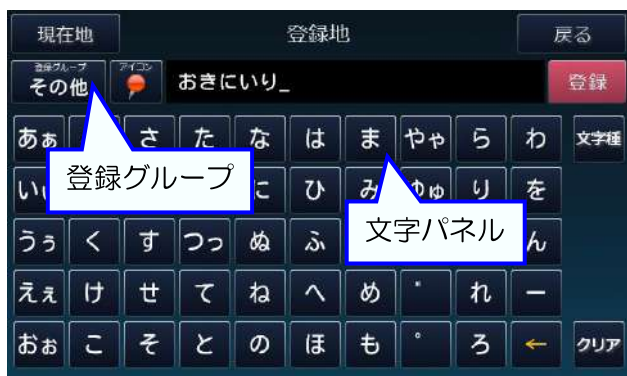 現在地 登録地 戻る
登録グループ アイコン
その他 おきにいり_ 登録
あぁ さ た な は ま やゃ ら わ 文字種
登録グループ
い に ひ み ゆゅ り を
文字パネル
うぅ く す つっ ぬ ふ ん
えぇ け せ て ね へ め ゛ れ ー
おぉ こ そ と の ほ も ゜ ろ ← クリア